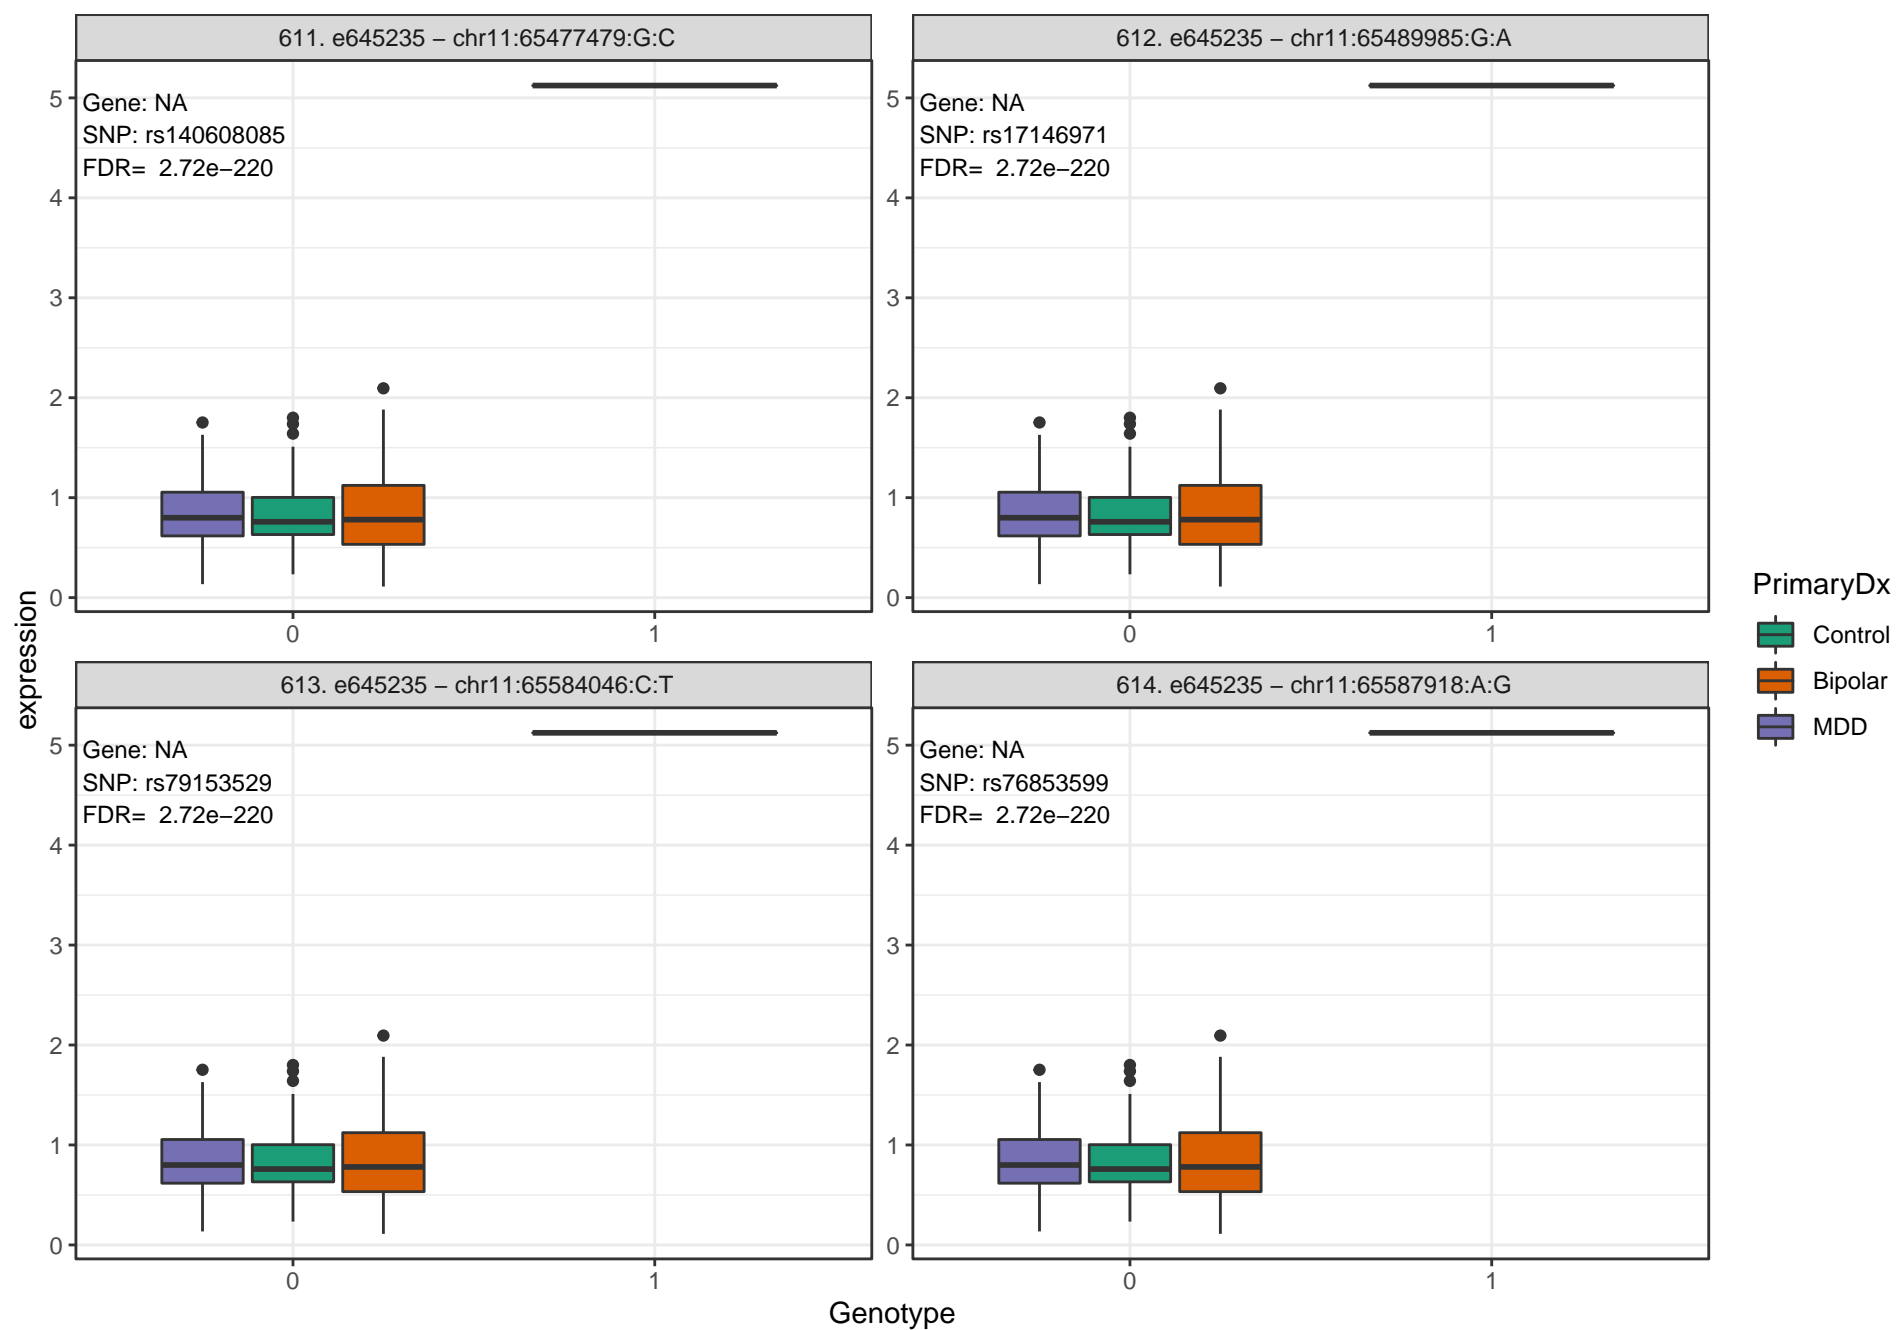 611. e645235 − chr11:65477479:G:C
612. e645235 − chr11:65489985:G:A
Gene: NA
SNP: rs140608085
FDR=  2.72e−220
Gene: NA
SNP: rs17146971
FDR=  2.72e−220
5
4
3
2
1
0
5
4
3
2
1
0
0
1
0
1
613. e645235 − chr11:65584046:C:T
614. e645235 − chr11:65587918:A:G
Gene: NA
SNP: rs79153529
FDR=  2.72e−220
Gene: NA
SNP: rs76853599
FDR=  2.72e−220
5
4
3
2
1
0
5
4
3
2
1
0
0
1
0
1
expression
Genotype
PrimaryDx
Control
Bipolar
MDD